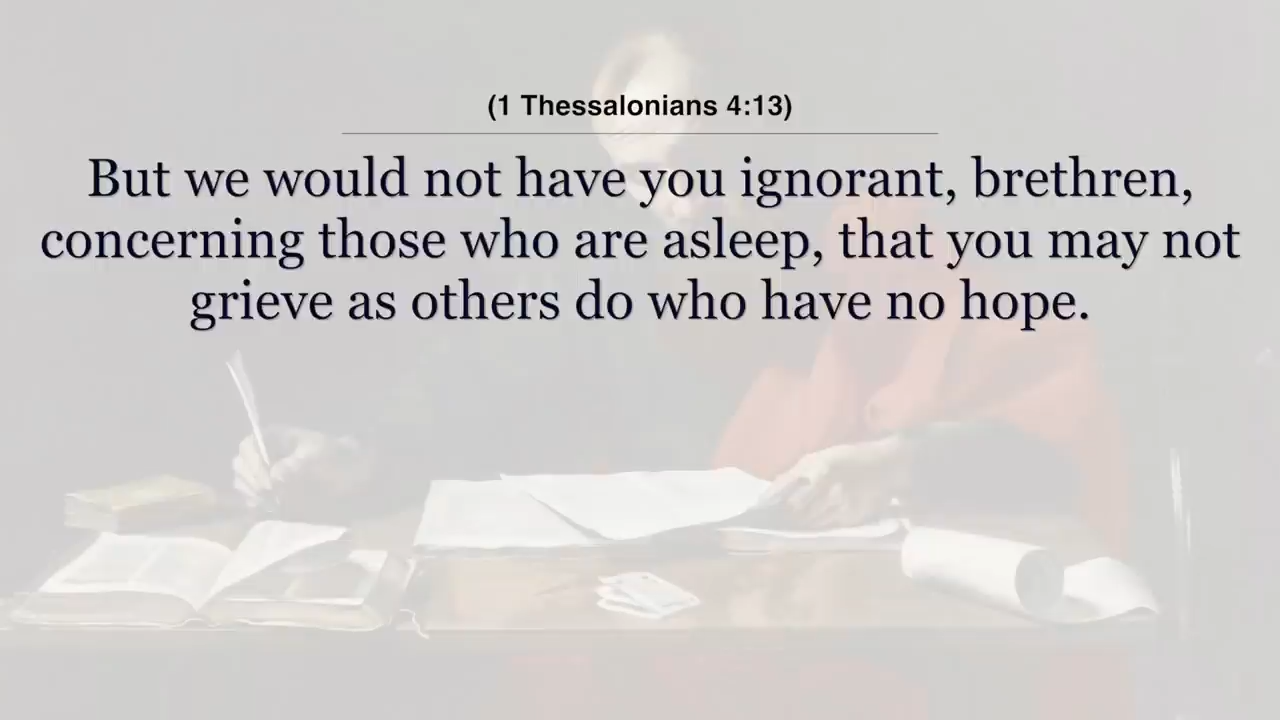 (1 Thessalonians 4:13)
But we would not have you ignorant, brethren,
concerning those who are asleep, that you may not
grieve as others do who have no hope.